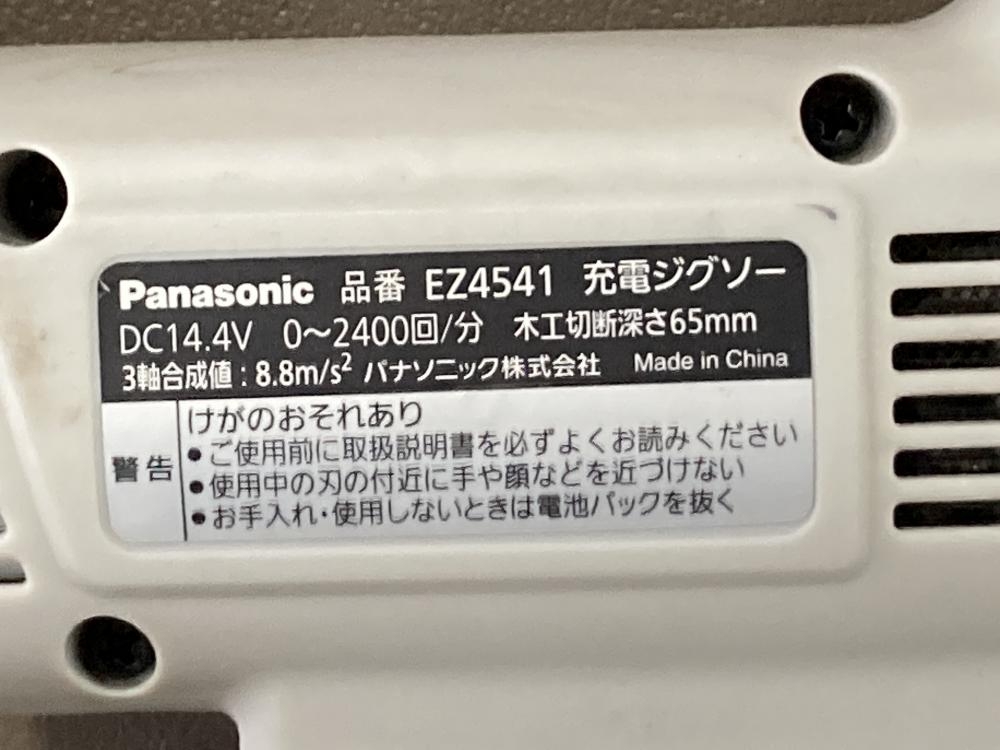 Panasonic 品番 EZ4541 充電ジグソー
DC14.4V 0〜2400回/分 木工切断深さ65mm
3軸合成値：8.8m/s² パナソニック株式会社 Made in China
警告
けがのおそれあり
●ご使用前に取扱説明書を必ずよくお読みください
●使用中の刃の付近に手や顔などを近づけない
●お手入れ・使用しないときは電池パックを抜く